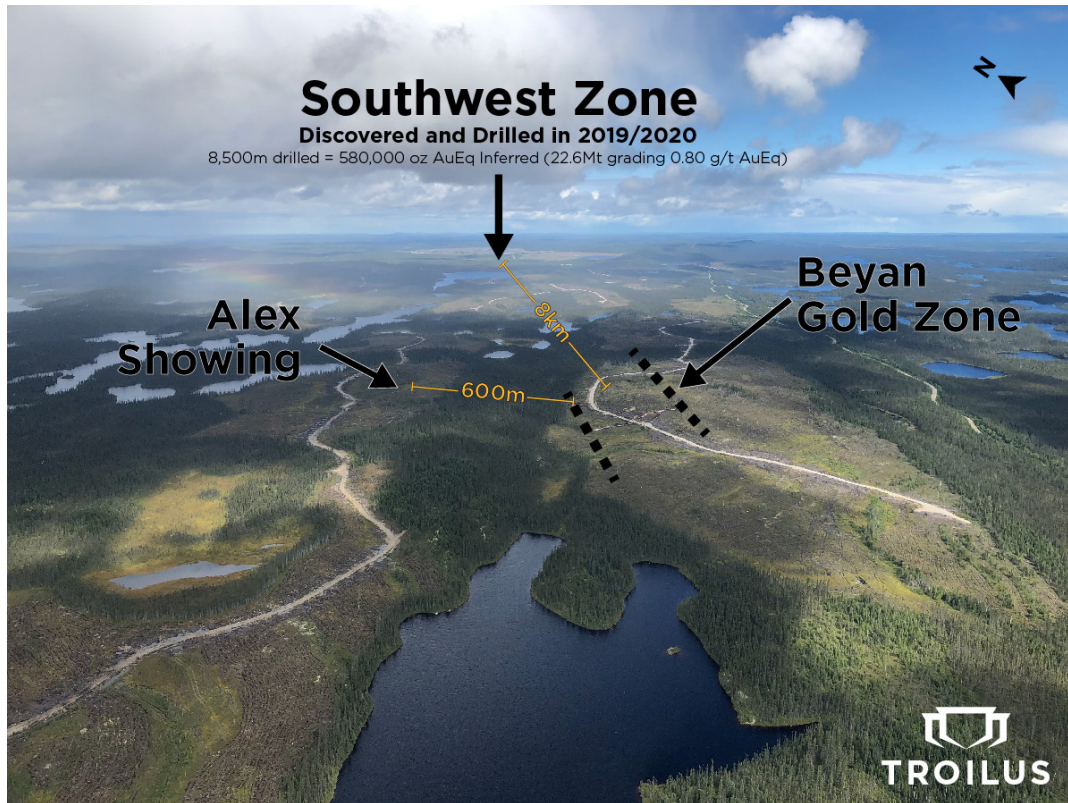 N
Southwest Zone
Discovered and Drilled in 2019/2020
8,500m drilled = 580,000 oz AuEq Inferred (22.6Mt grading 0.80 g/t AuEq)
Beyan
Gold Zone
Alex
Showing
8km
600m
TROILUS